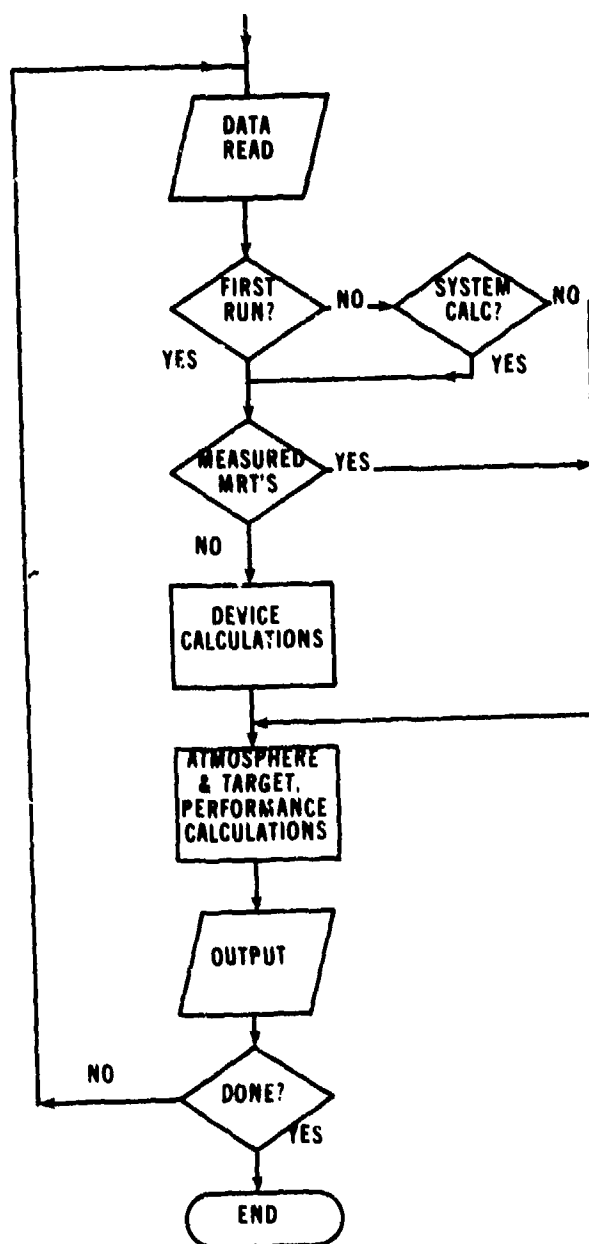 DATA
READ
FIRST
RUN?
NO
SYSTEM
CALC?
NO
YES
YES
MEASURED
MRT'S
YES
NO
DEVICE
CALCULATIONS
ATMOSPHERE
& TARGET,
PERFORMANCE
CALCULATIONS
OUTPUT
NO
DONE?
YES
END